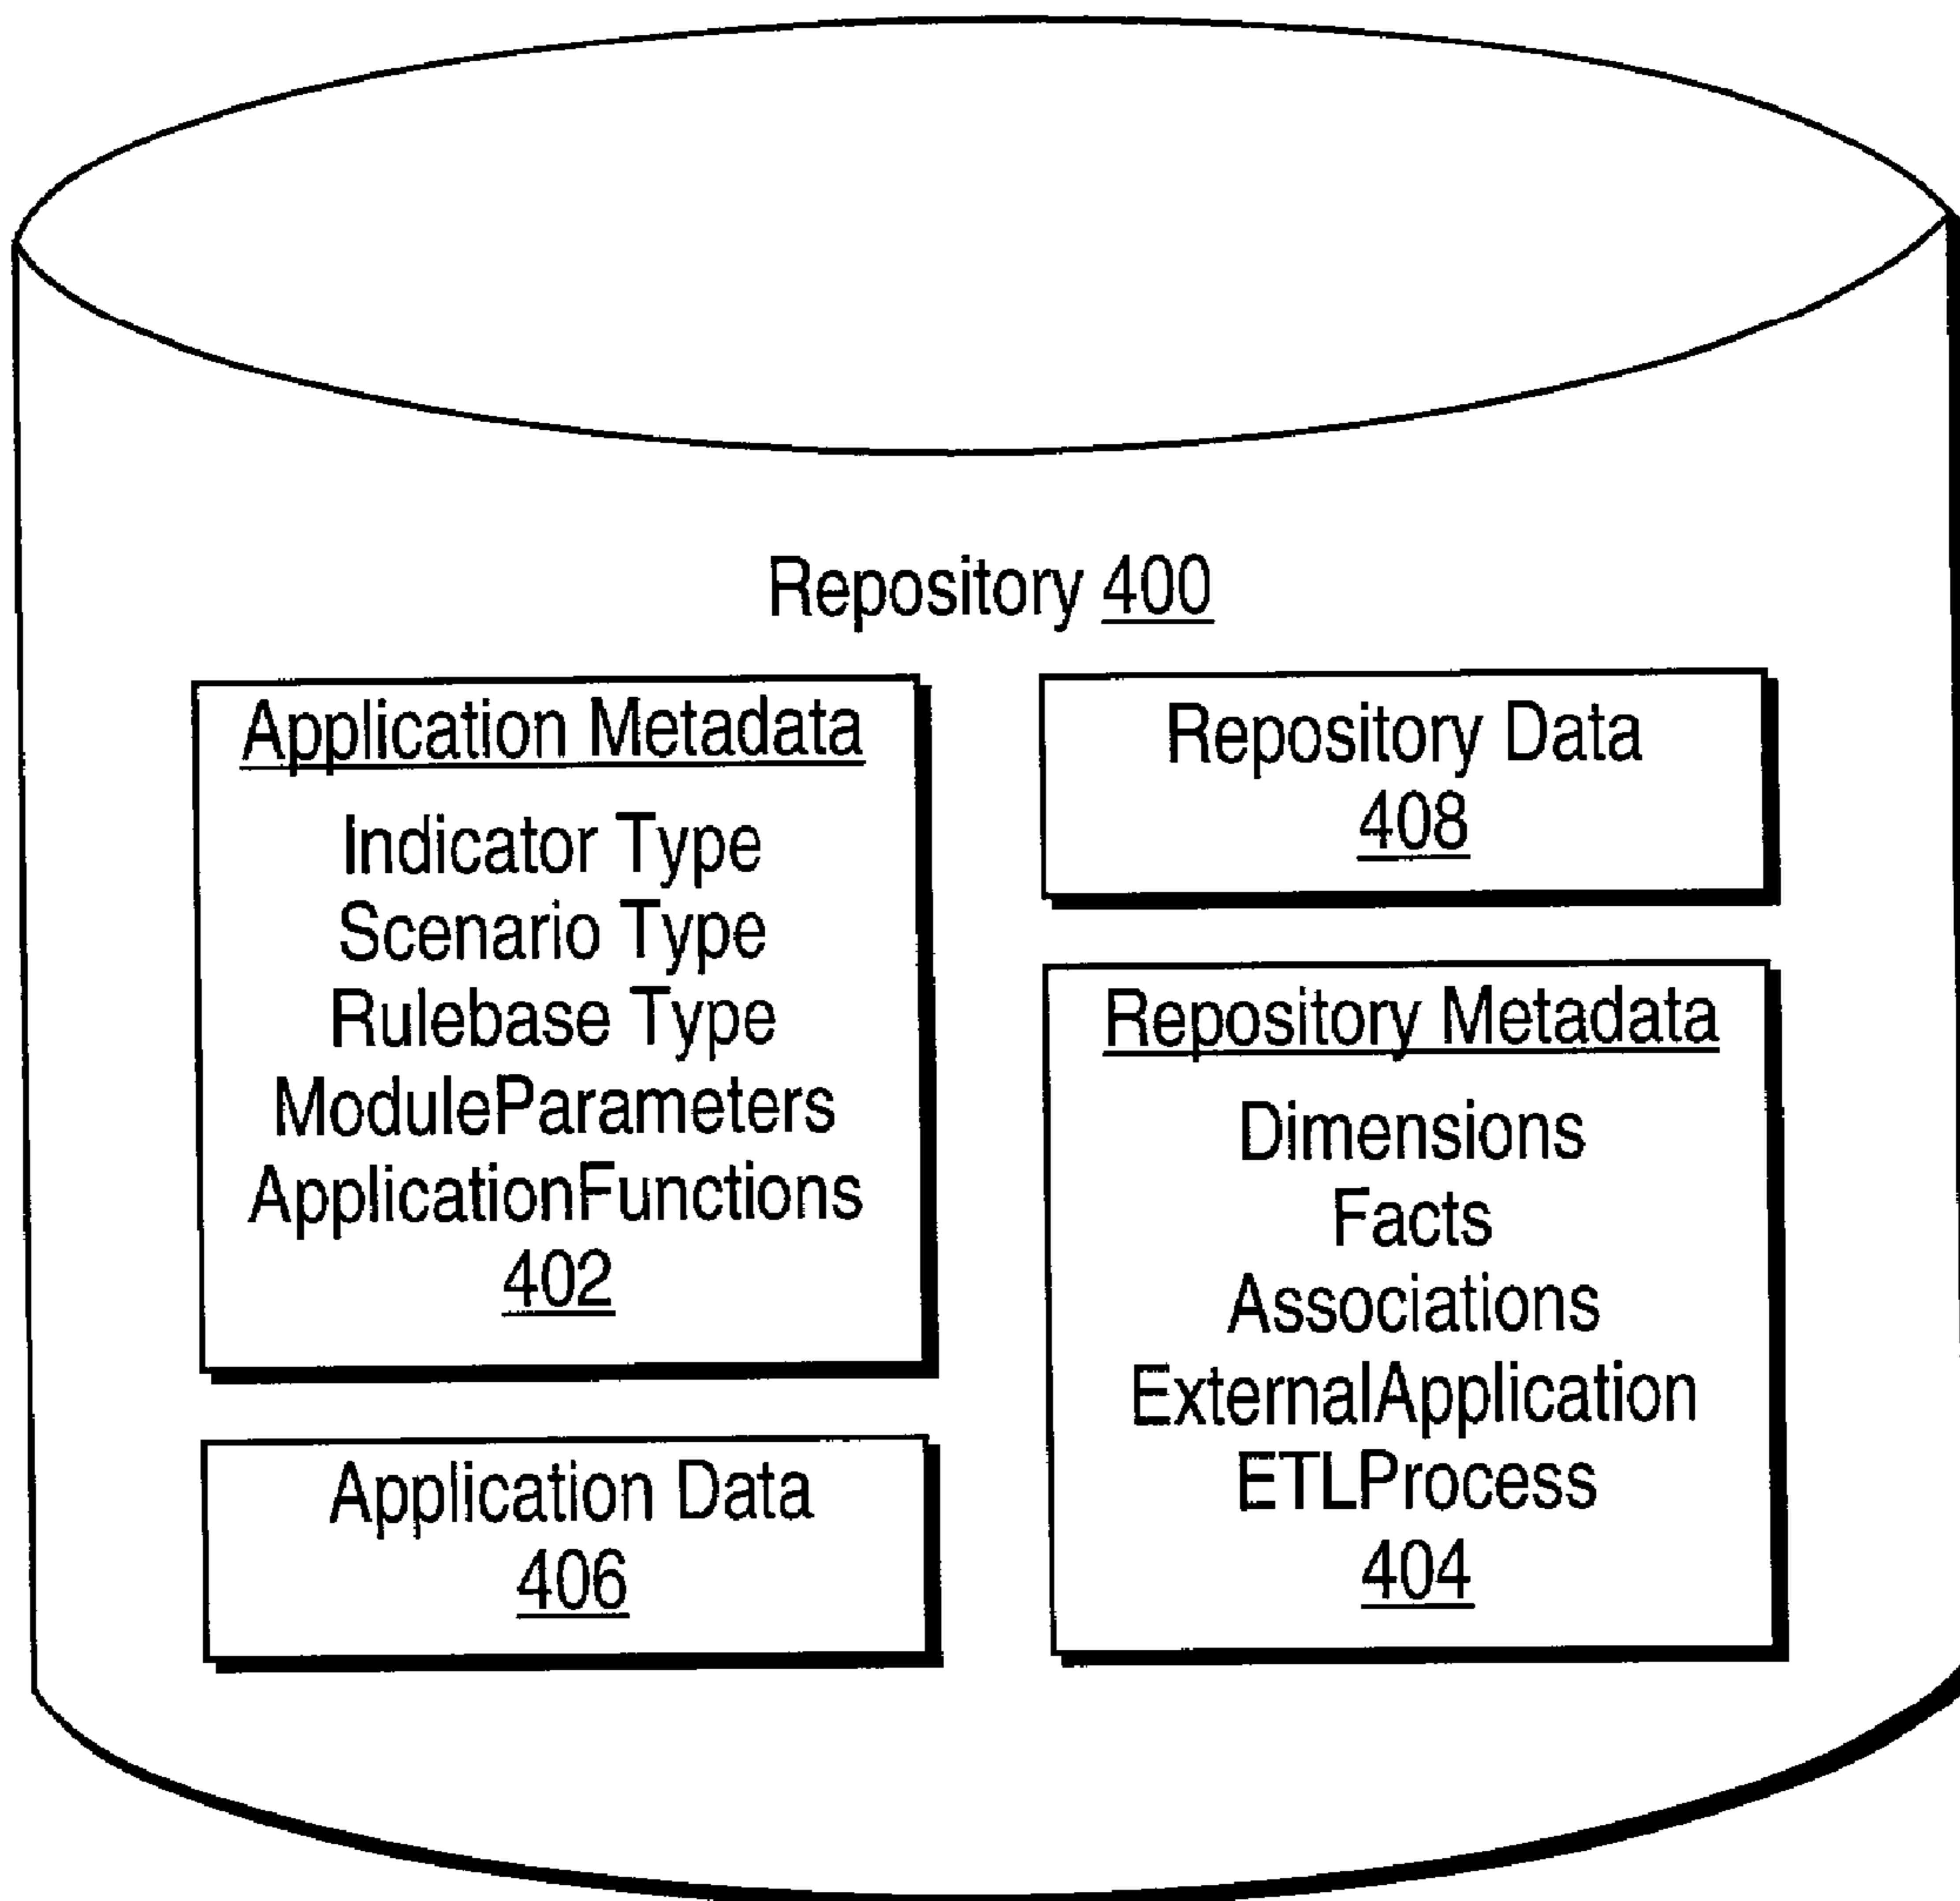 Repository 400
Application Metadata
Indicator Type
Scenario Type
Rulebase Type
ModuleParameters
ApplicationFunctions
402
Application Data
406
Repository Data
408
Repository Metadata
Dimensions
Facts
Associations
ExternalApplication
ETLProcess
404